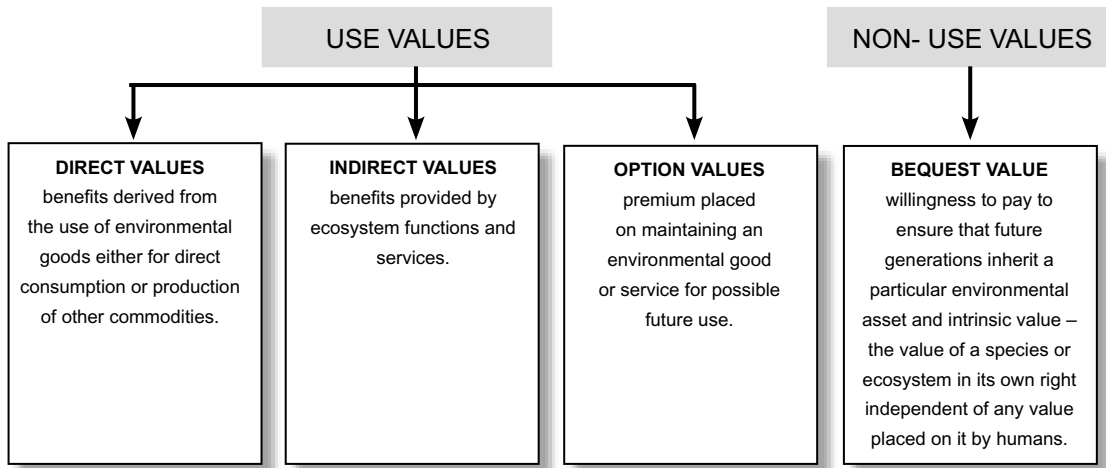 USE VALUES
NON- USE VALUES
DIRECT VALUES
benefits derived from
the use of environmental
goods either for direct
consumption or production
of other commodities.
INDIRECT VALUES
benefits provided by
ecosystem functions and
services.
OPTION VALUES
premium placed
on maintaining an
environmental good
or service for possible
future use.
BEQUEST VALUE
willingness to pay to
ensure that future
generations inherit a
particular environmental
asset and intrinsic value –
the value of a species or
ecosystem in its own right
independent of any value
placed on it by humans.